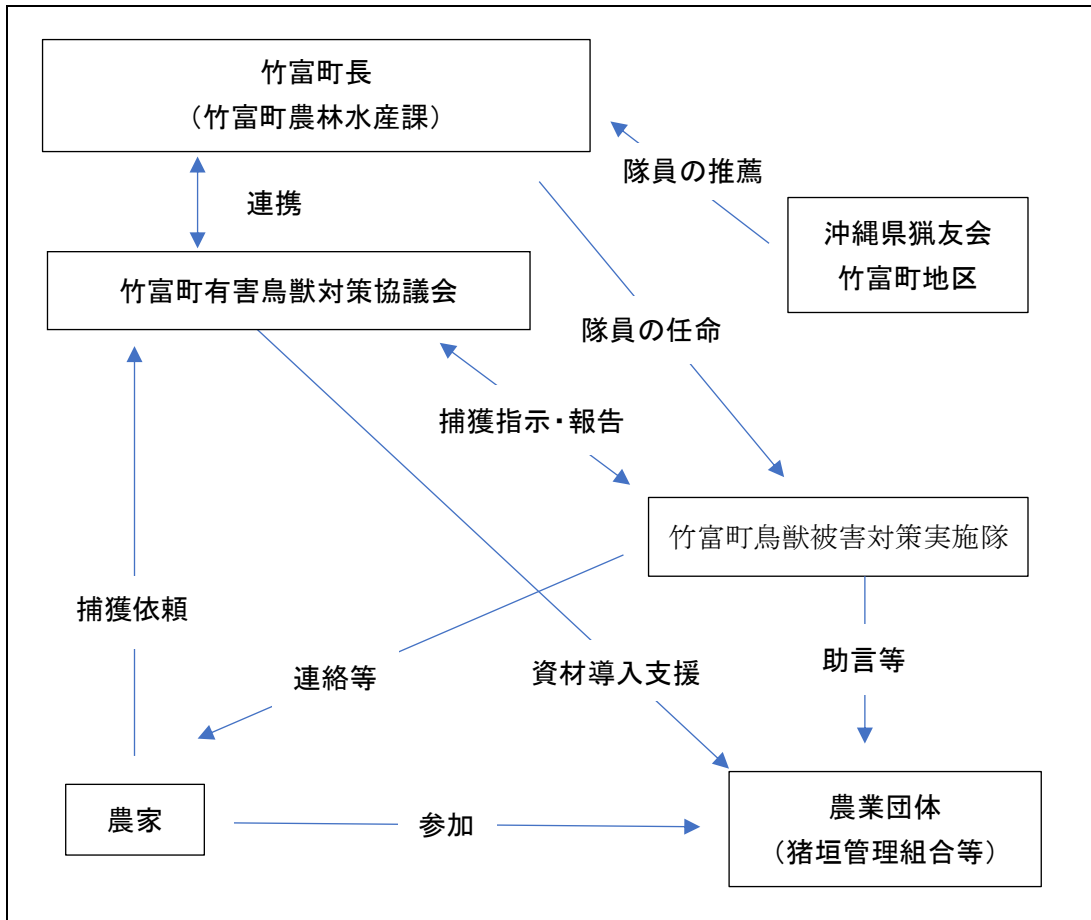 竹富町長
（竹富町農林水産課）
隊員の推薦
連携
沖縄県猟友会
竹富町地区
竹富町有害鳥獣対策協議会
隊員の任命
捕獲指示・報告
竹富町鳥獣被害対策実施隊
捕獲依頼
連絡等
資材導入支援
助言等
農家
参加
農業団体
（猪垣管理組合等）